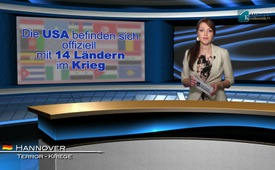 Die USA befinden sich
offiziell
mit 14 Ländern
im Krieg
HANNOVER
TERROR - KRIEGE